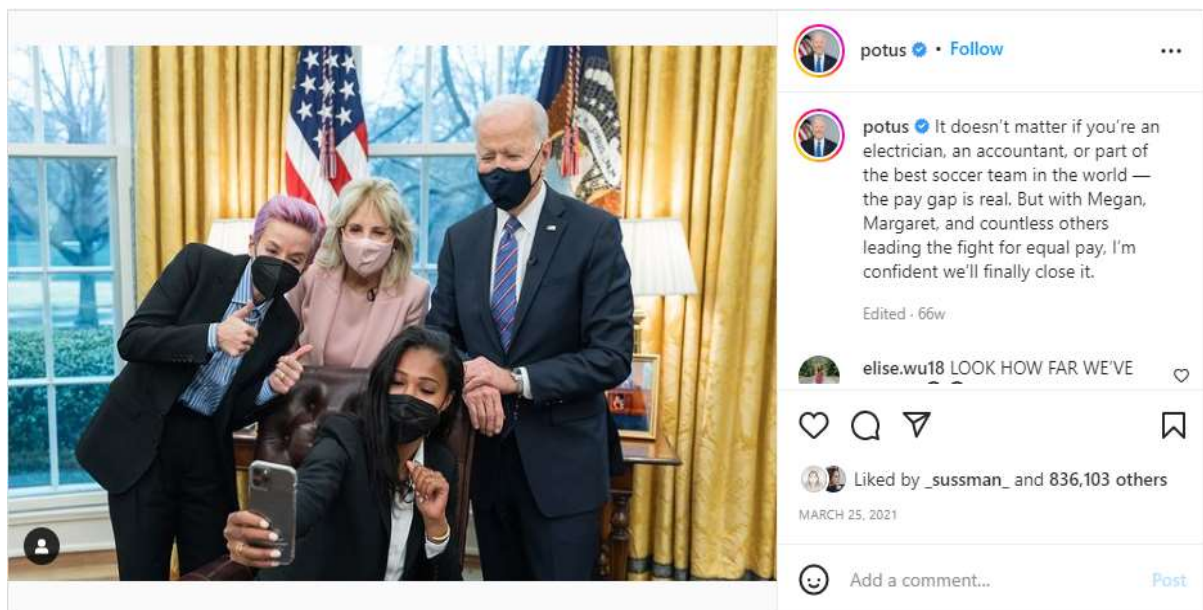 potus • Follow
potus It doesn’t matter if you’re an
electrician, an accountant, or part of
the best soccer team in the world —
the pay gap is real. But with Megan,
Margaret, and countless others
leading the fight for equal pay, I’m
confident we’ll finally close it.
Edited · 66w
elise.wu18 LOOK HOW FAR WE’VE
Liked by _sussman_ and 836,103 others
MARCH 25, 2021
Add a comment... Post